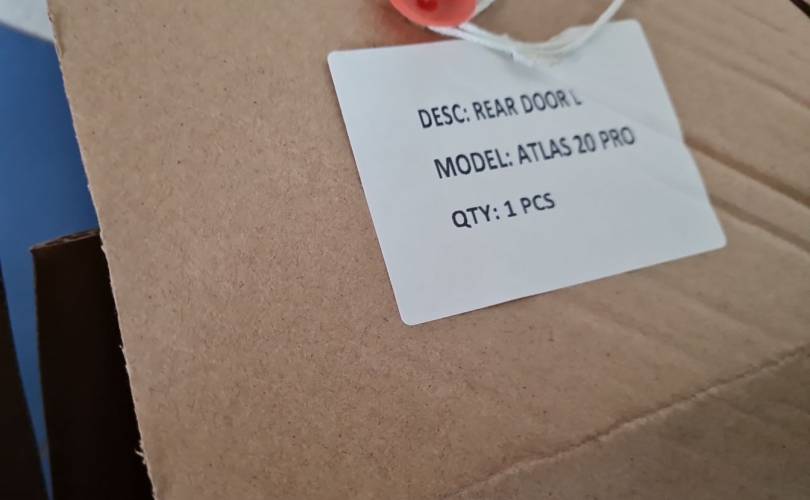 DESC: REAR DOOR L
MODEL: ATLAS 20 PRO
QTY: 1 PCS